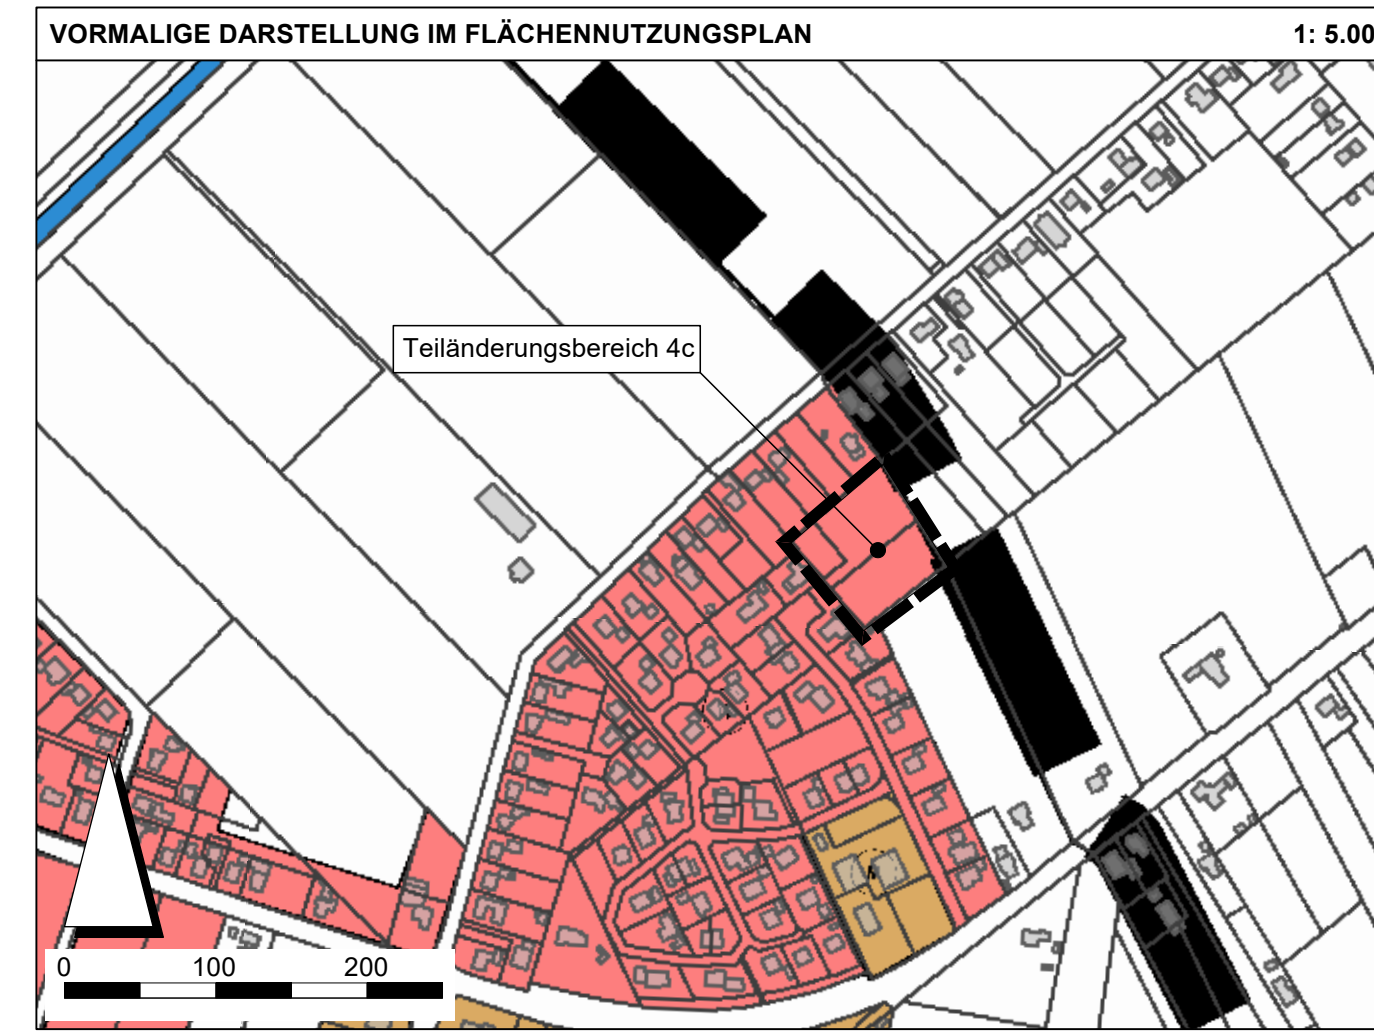 VORMALIGE DARSTELLUNG IM FLÄCHENNUTZUNGSPLAN 1: 5.00
Teiländerungsbereich 4c
0 100 200